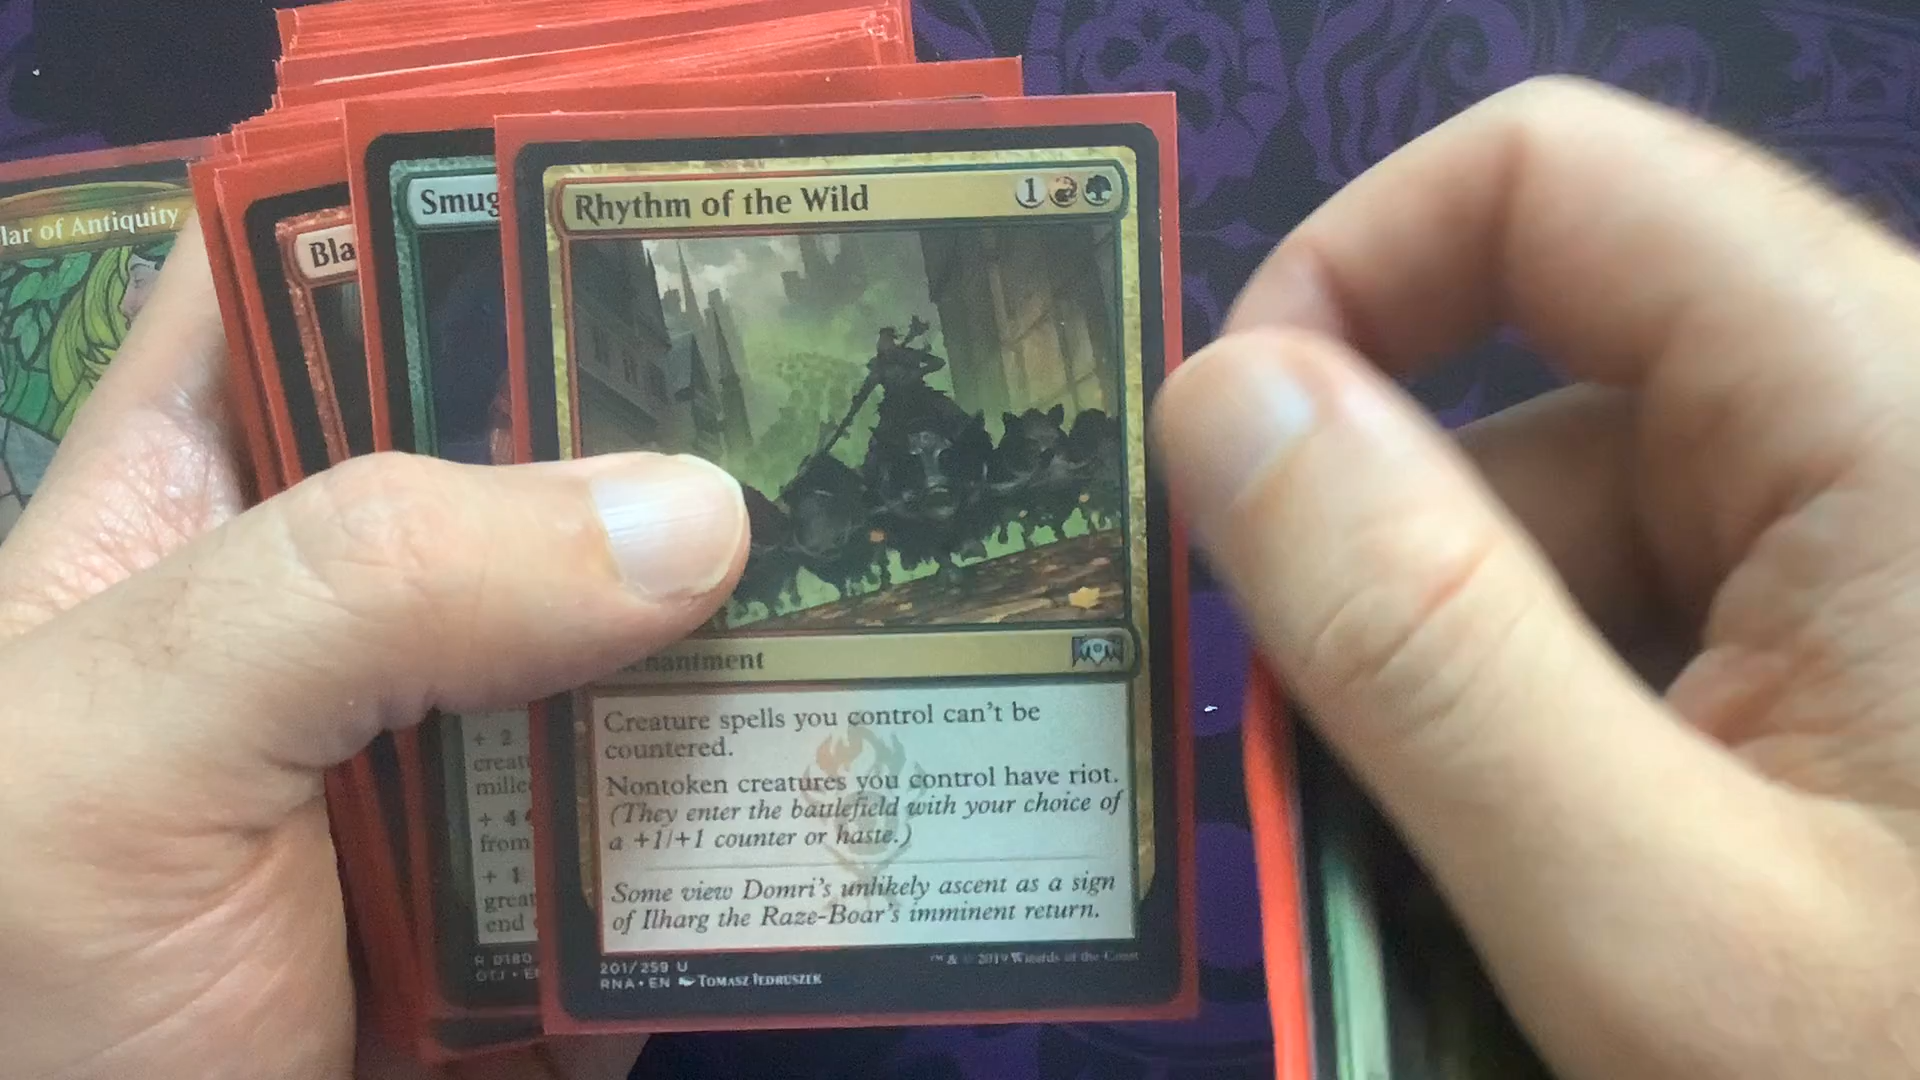 lar of Antiquity
Bla
Smug
+ 2
creat
mille
+ 4
from
+ 1
great
end
R 0180
OTJ • EN
Rhythm of the Wild
1
chantment
Creature spells you control can't be
countered.
Nontoken creatures you control have riot.
(They enter the battlefield with your choice of
a +1/+1 counter or haste.)
Some view Domri's unlikely ascent as a sign
of Ilharg the Raze-Boar's imminent return.
201/259 U
RNA • EN Tomasz Jedruszek
™ & © 2019 Wizards of the Coast